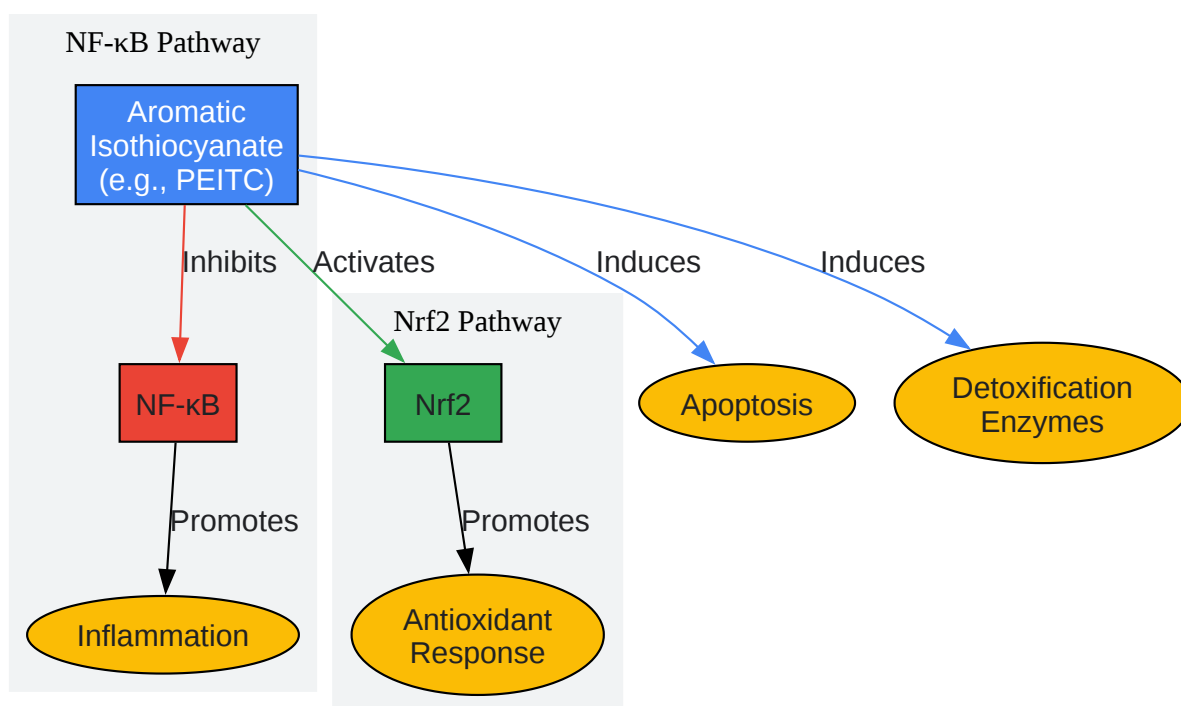 NF-κB Pathway
Aromatic
Isothiocyanate
(e.g., PEITC)
Inhibits
Activates
Induces
Induces
Nrf2 Pathway
NF-κB
Nrf2
Apoptosis
Detoxification
Enzymes
Promotes
Promotes
Inflammation
Antioxidant
Response